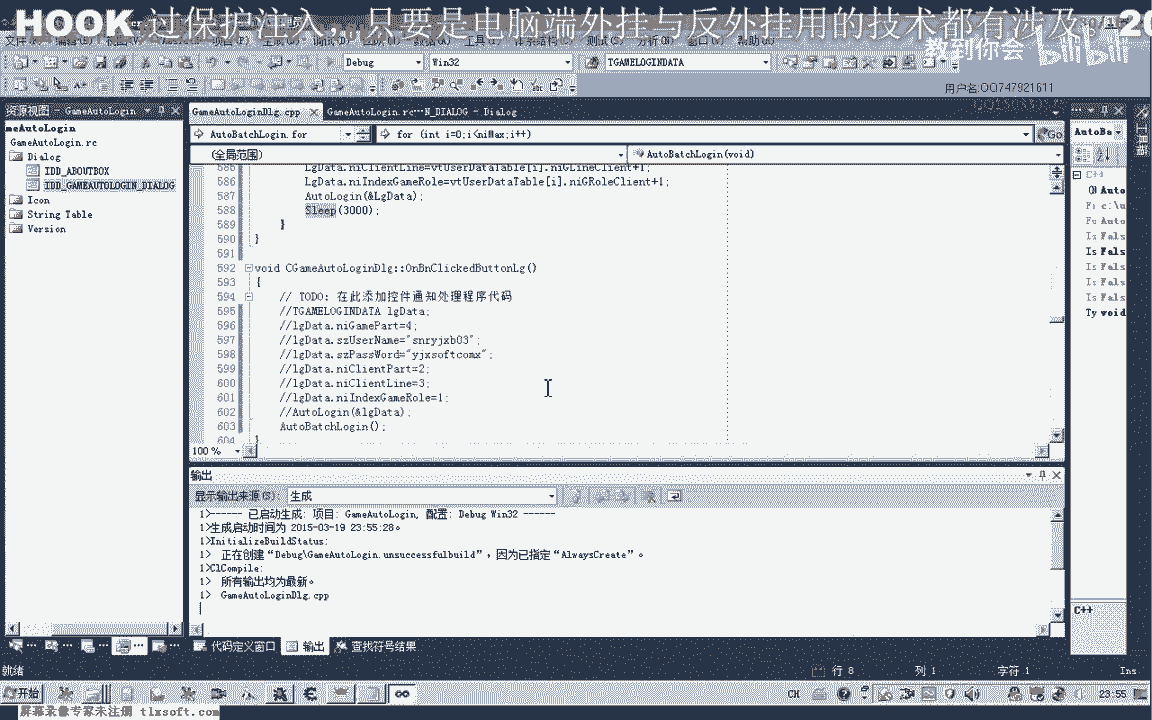 HOOK 过保护注入,..只要是电脑端外挂与反外挂用的技术都有涉及
教到你会 bilibili
用户名:QQ747921611
Debug Win32 TGAMELOGINDATA
资源视图 - GameAutoLogin
meAutoLogin
GameAutoLogin.rc
Dialog
IDD_ABOUTBOX
IDD_GAMEAUTOLOGIN_DIALOG
Icon
String Table
Version
GameAutoLoginDlg.cpp GameAutoLogin.rc...N_DIALOG - Dialog
AutoBatchLogin.for for (int i=0;i<niMax;i++) Go
(全局范围) AutoBatchLogin(void)
585 LgData.niClientLine=vtUserDataTable[i].niGLineClient+1;
586 LgData.niIndexGameRole=vtUserDataTable[i].niGRoleClient+1;
587 AutoLogin(&LgData);
588 Sleep(3000);
589 }
590 }
591
592 void CGameAutoLoginDlg::OnBnClickedButtonLg()
593 {
594 // TODO: 在此添加控件通知处理程序代码
595 //TGAMELOGINDATA lgData;
596 //lgData.niGamePart=4;
597 //lgData.szUserName="snryjxb03";
598 //lgData.szPassWord="yjxsoftcomx";
599 //lgData.niClientPart=2;
600 //lgData.niClientLine=3;
601 //lgData.niIndexGameRole=1;
602 //AutoLogin(&lgData);
603 AutoBatchLogin();
604 }
100 %
AutoBa
C++
输出
显示输出来源(S): 生成
1>------ 已启动生成: 项目: GameAutoLogin, 配置: Debug Win32 ------
1>生成启动时间为 2015-03-19 23:55:28。
1>InitializeBuildStatus:
1> 正在创建“Debug\GameAutoLogin.unsuccessfulbuild”,因为已指定“AlwaysCreate”。
1>ClCompile:
1> 所有输出均为最新。
1> GameAutoLoginDlg.cpp
C++
代码定义窗口 输出 查找符号结果
就绪 行 8 列 1 字符 1 Ins
开始 CH 23:55
屏幕录像专家未注册 tlxsoft.com